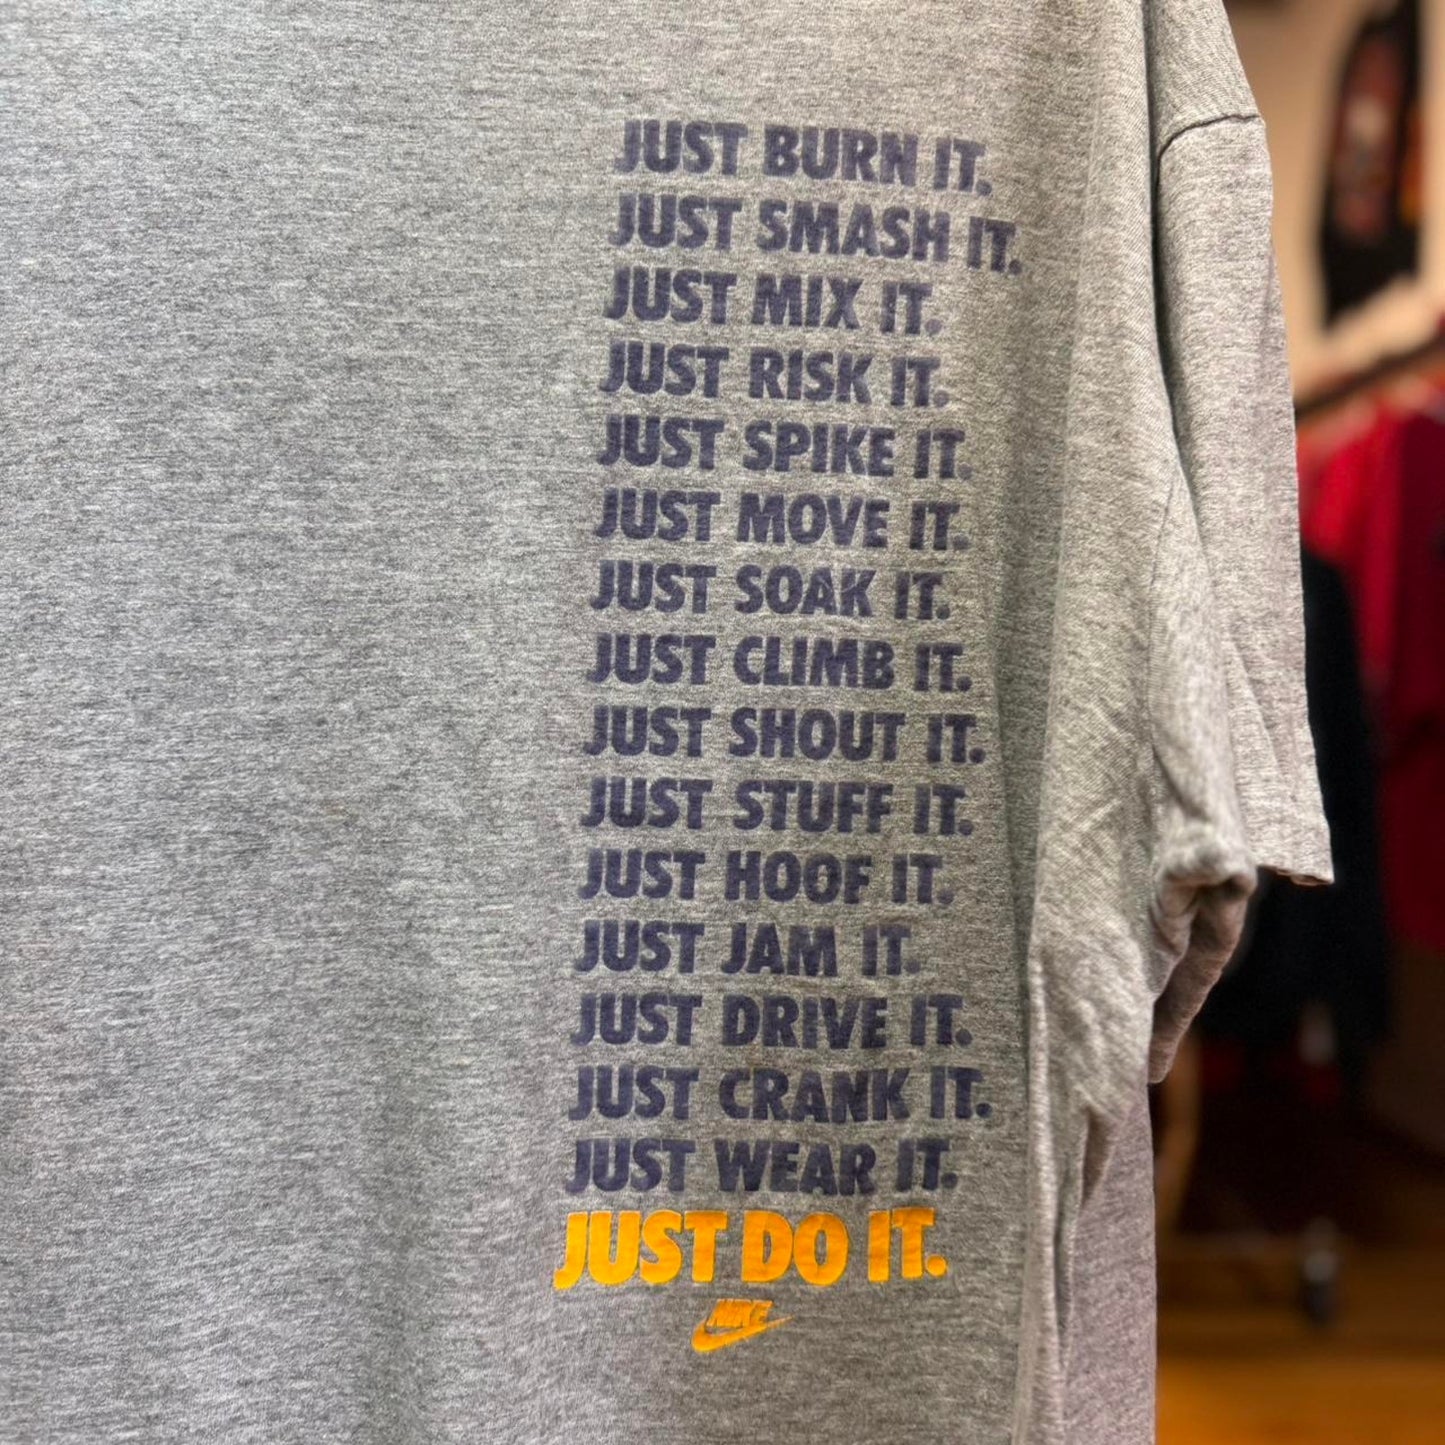 JUST BURN IT.
JUST SMASH IT.
JUST MIX IT.
JUST RISK IT.
JUST SPIKE IT.
JUST MOVE IT.
JUST SOAK IT.
JUST CLIMB IT.
JUST SHOUT IT.
JUST STUFF IT.
JUST HOOF IT.
JUST JAM IT.
JUST DRIVE IT.
JUST CRANK IT.
JUST WEAR IT.
JUST DO IT.
NIKE